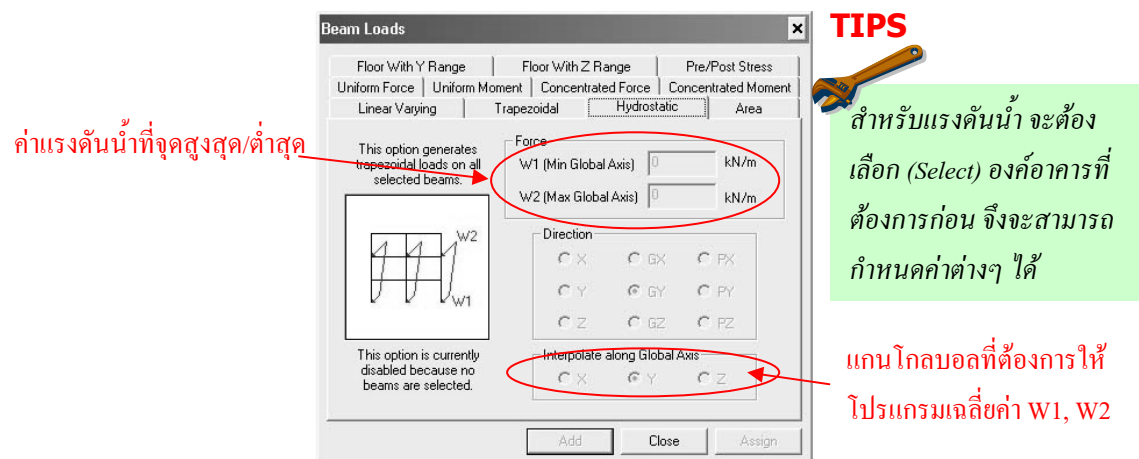 Beam Loads
TIPS
Floor With Y Range Floor With Z Range Pre/Post Stress
Uniform Force Uniform Moment Concentrated Force Concentrated Moment
Linear Varying Trapezoidal Hydrostatic Area
ค่าแรงดันน้ำที่จุดสูงสุด/ต่ำสุด
This option generates
trapezoidal loads on all
selected beams.
Force
W1 (Min Global Axis) 0 kN/m
W2 (Max Global Axis) 0 kN/m
W2
W1
Direction
X GX PX
Y GY PY
Z GZ PZ
This option is currently
disabled because no
beams are selected.
Interpolate along Global Axis
X Y Z
Add Close Assign
สำหรับแรงดันน้ำ จะต้อง
เลือก (Select) องค์อาคารที่
ต้องการก่อน จึงจะสามารถ
กำหนดค่าต่างๆ ได้
แกนโกลบอลที่ต้องการให้
โปรแกรมเฉลี่ยค่า W1, W2